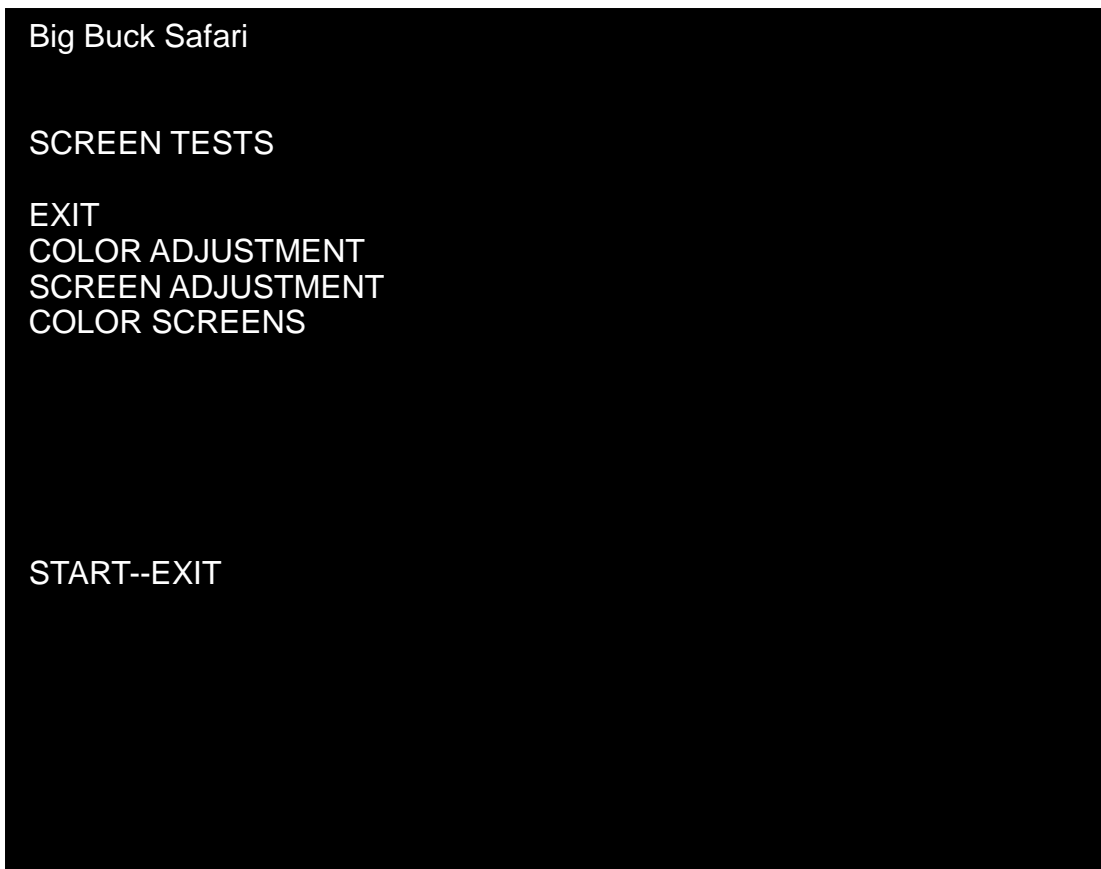 Big Buck Safari
SCREEN TESTS
EXIT
COLOR ADJUSTMENT
SCREEN ADJUSTMENT
COLOR SCREENS
START--EXIT